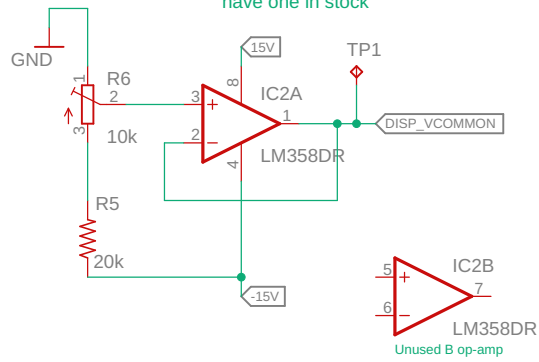 have one in stock
15V
TP1
GND
1
R6
8
IC2A
2
3
1
DISP_VCOMMON
3
10k
2
LM358DR
4
R5
20k
IC2B
5
-15V
7
6
LM358DR
Unused B op-amp